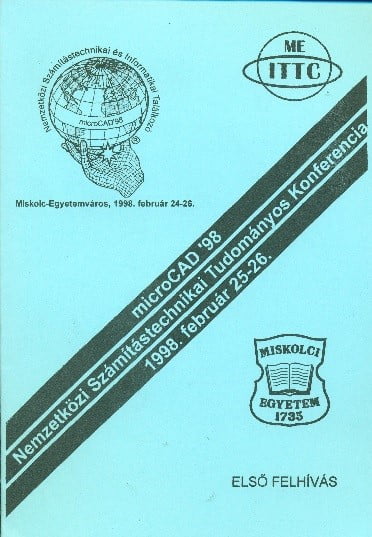 Nemzetközi Számítástechnikai és Informatikai Találkozó
microCAD'98
®
Miskolc-Egyetemváros, 1998. február 24-26.
ME
ITTC
microCAD '98
Nemzetközi Számítástechnikai Tudományos Konferencia
1998. február 25-26.
MISKOLCI
EGYETEM
1735
ELSŐ FELHÍVÁS